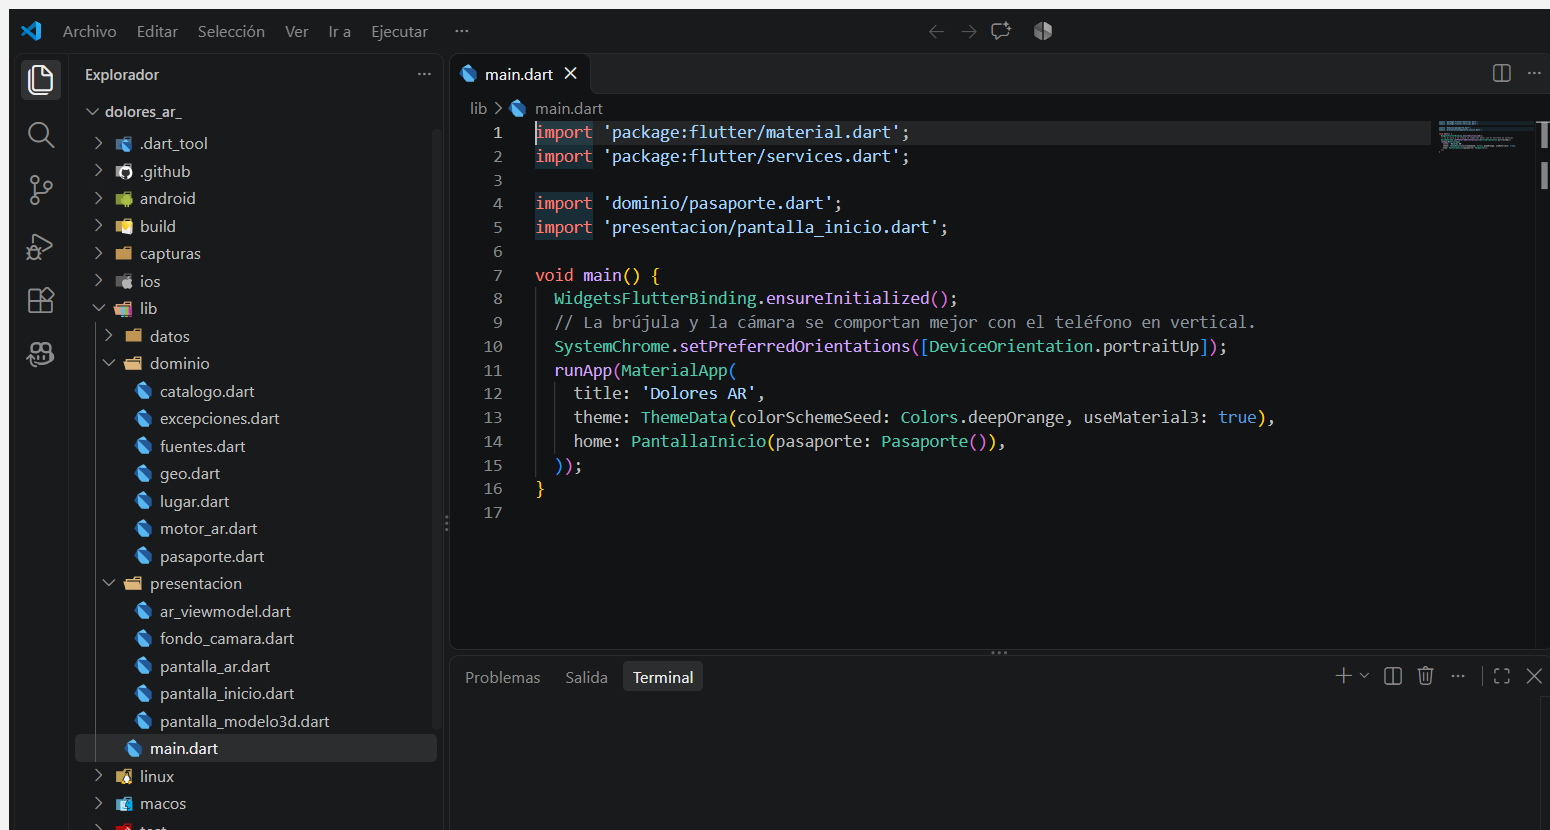 Archivo Editar Selección Ver Ir a Ejecutar ···
Explorador ···
dolores_ar_
.dart_tool
.github
android
build
capturas
ios
lib
datos
dominio
catalogo.dart
excepciones.dart
fuentes.dart
geo.dart
lugar.dart
motor_ar.dart
pasaporte.dart
presentacion
ar_viewmodel.dart
fondo_camara.dart
pantalla_ar.dart
pantalla_inicio.dart
pantalla_modelo3d.dart
main.dart
linux
macos
main.dart
lib > main.dart
1 import 'package:flutter/material.dart';
2 import 'package:flutter/services.dart';
3
4 import 'dominio/pasaporte.dart';
5 import 'presentacion/pantalla_inicio.dart';
6
7 void main() {
8 WidgetsFlutterBinding.ensureInitialized();
9 // La brújula y la cámara se comportan mejor con el teléfono en vertical.
10 SystemChrome.setPreferredOrientations([DeviceOrientation.portraitUp]);
11 runApp(MaterialApp(
12 title: 'Dolores AR',
13 theme: ThemeData(colorSchemeSeed: Colors.deepOrange, useMaterial3: true),
14 home: PantallaInicio(pasaporte: Pasaporte()),
15 ));
16 }
17
Problemas Salida Terminal